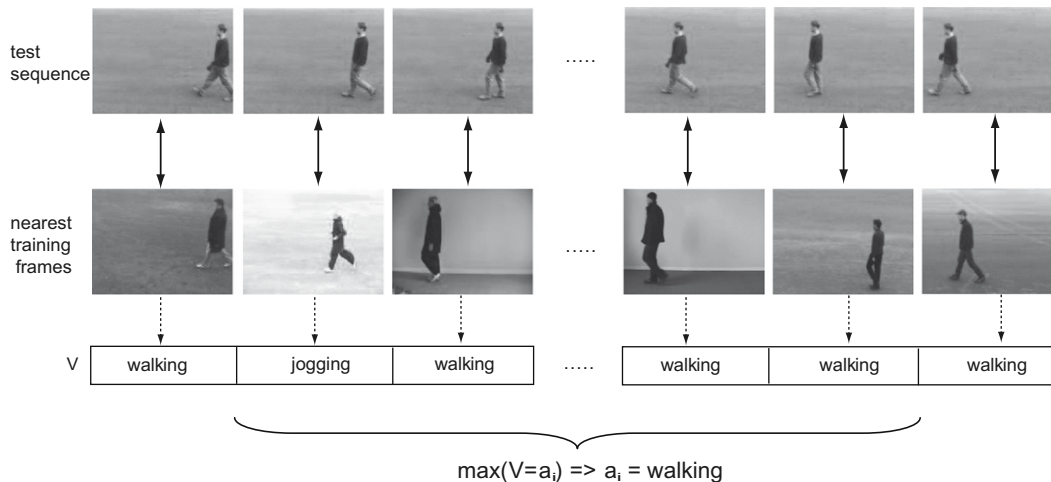 test
sequence
.....
nearest
training
frames
.....
V walking jogging walking ..... walking walking walking
max(V=aᵢ) => aᵢ = walking